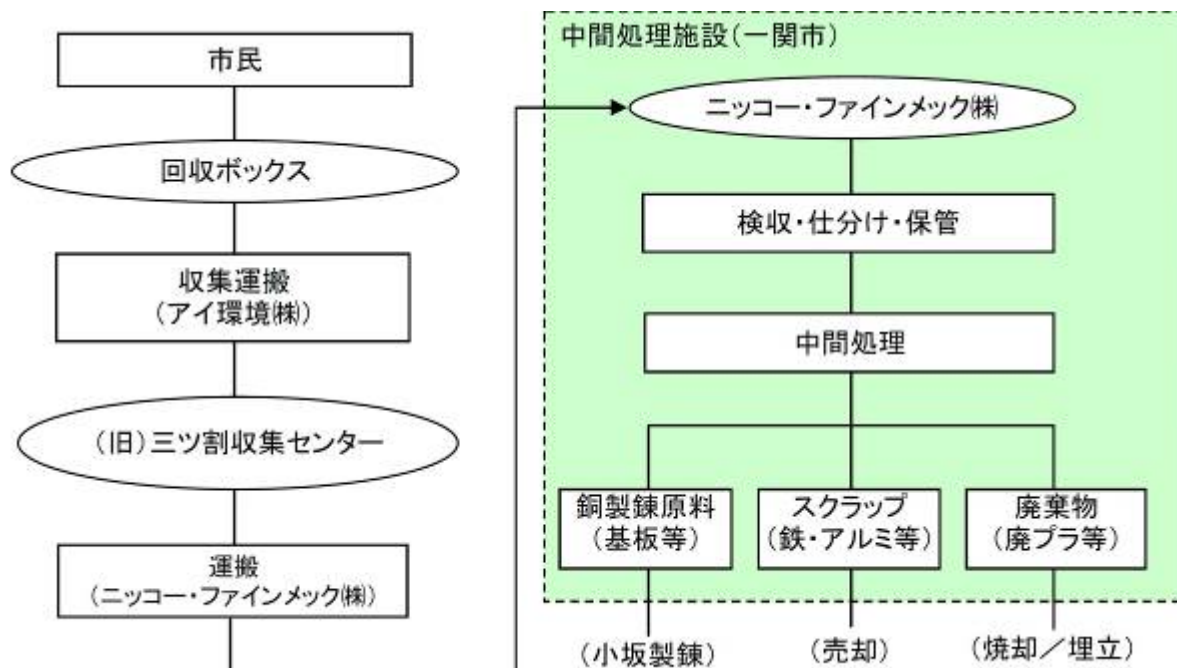 市民
回収ボックス
収集運搬
(アイ環境㈱)
(旧)三ツ割収集センター
運搬
(ニッコー・ファインメック㈱)
中間処理施設(一関市)
ニッコー・ファインメック㈱
検収・仕分け・保管
中間処理
銅製錬原料
(基板等)
スクラップ
(鉄・アルミ等)
廃棄物
(廃プラ等)
(小坂製錬)
(売却)
(焼却／埋立)